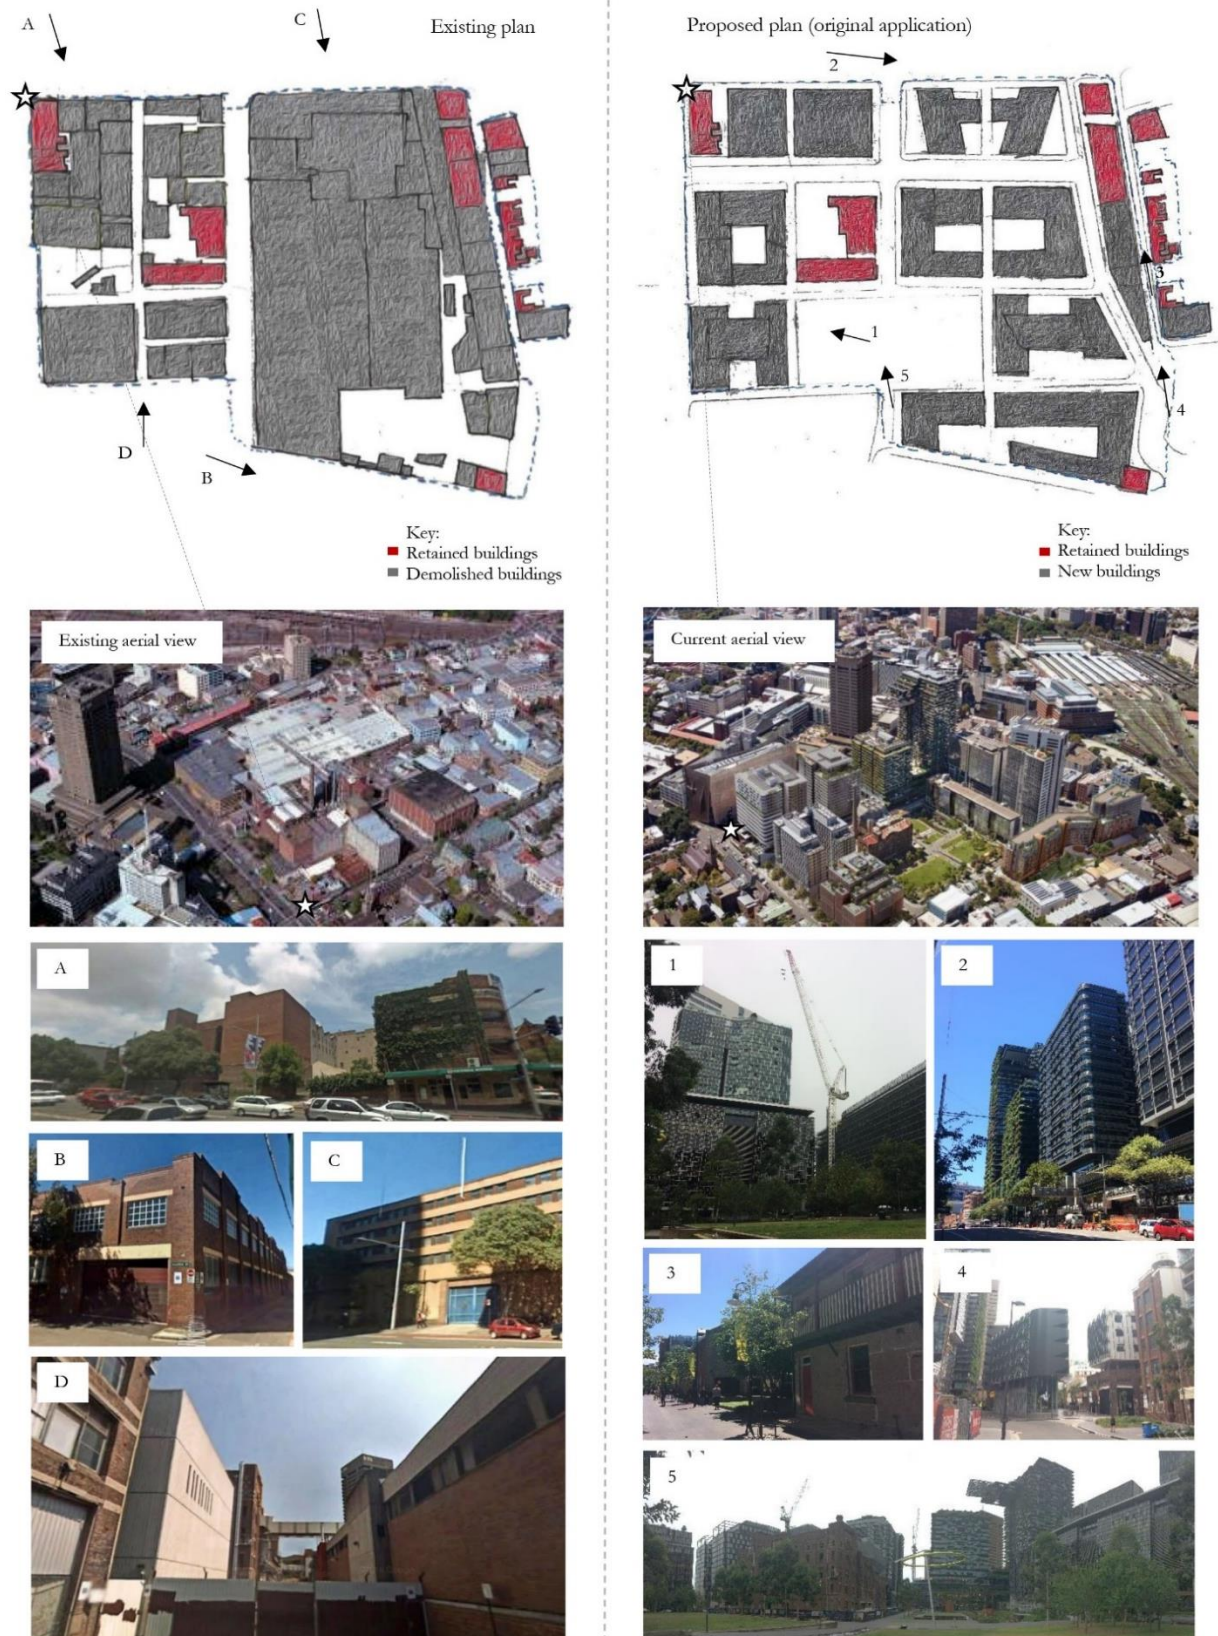 A
C
Existing plan
D
B
Key:
Retained buildings
Demolished buildings
Existing aerial view
A
B
C
D
Proposed plan (original application)
2
3
1
5
4
Key:
Retained buildings
New buildings
Current aerial view
1
2
3
4
5